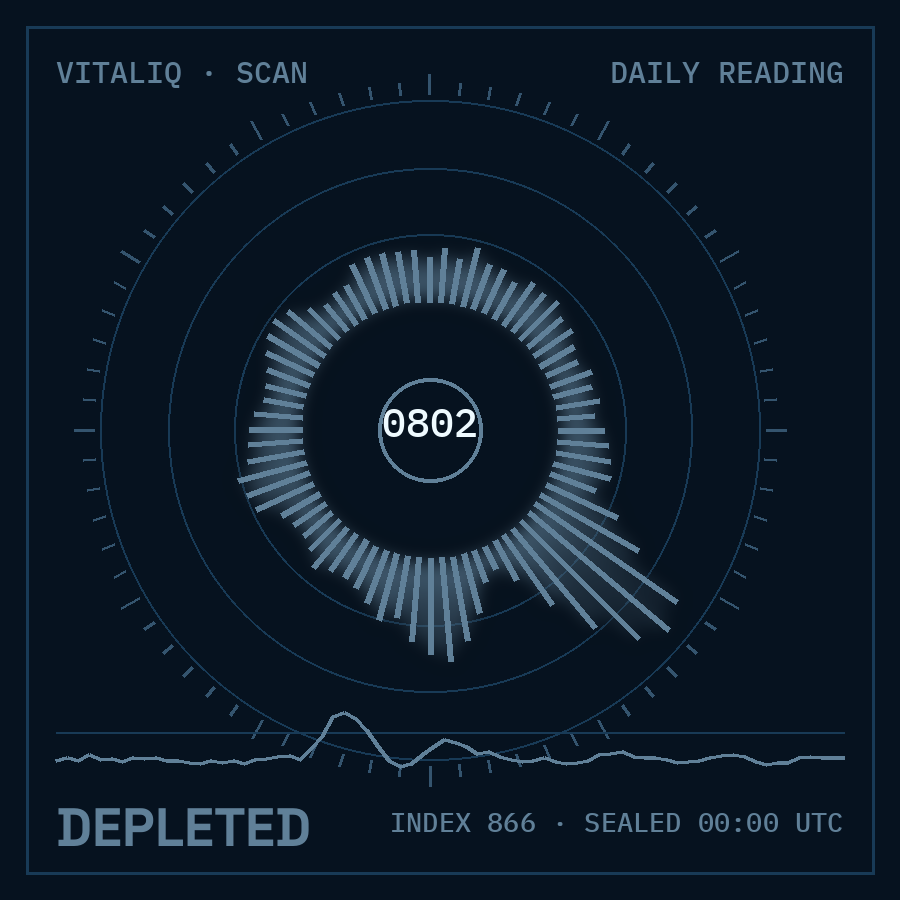 VITALIQ · SCAN
DAILY READING
0802
DEPLETED
INDEX 866 · SEALED 00:00 UTC